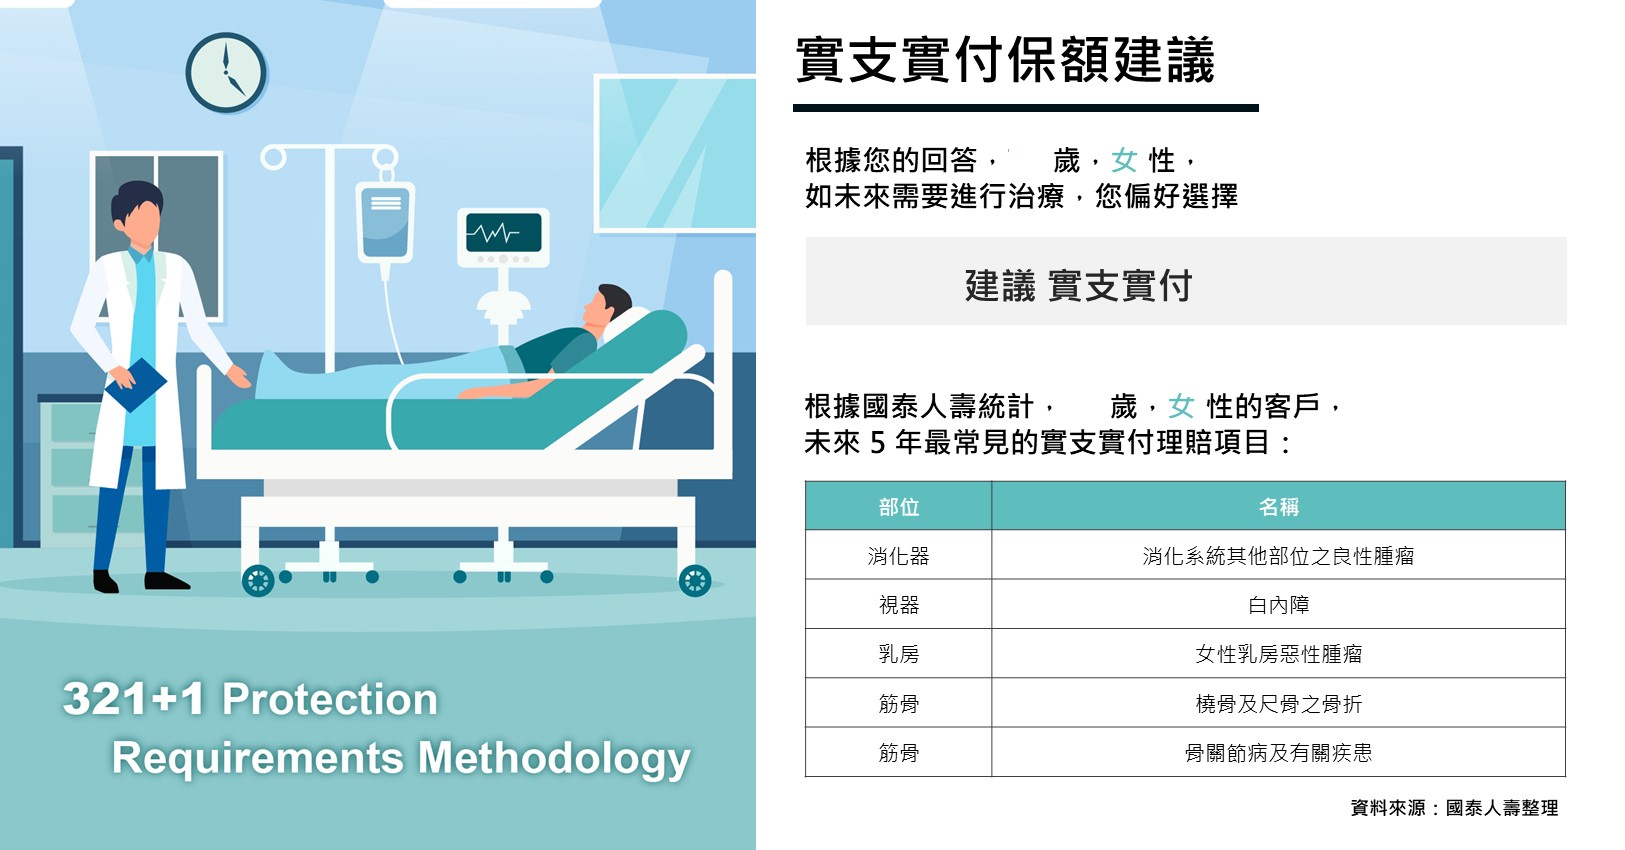 實支實付保額建議
根據您的回答， 歲，女 性，
如未來需要進行治療，您偏好選擇
建議 實支實付
根據國泰人壽統計， 歲，女 性的客戶，
未來 5 年最常見的實支實付理賠項目：
部位 名稱
消化器 消化系統其他部位之良性腫瘤
視器 白內障
乳房 女性乳房惡性腫瘤
筋骨 橈骨及尺骨之骨折
筋骨 骨關節病及有關疾患
資料來源：國泰人壽整理
321+1 Protection
Requirements Methodology